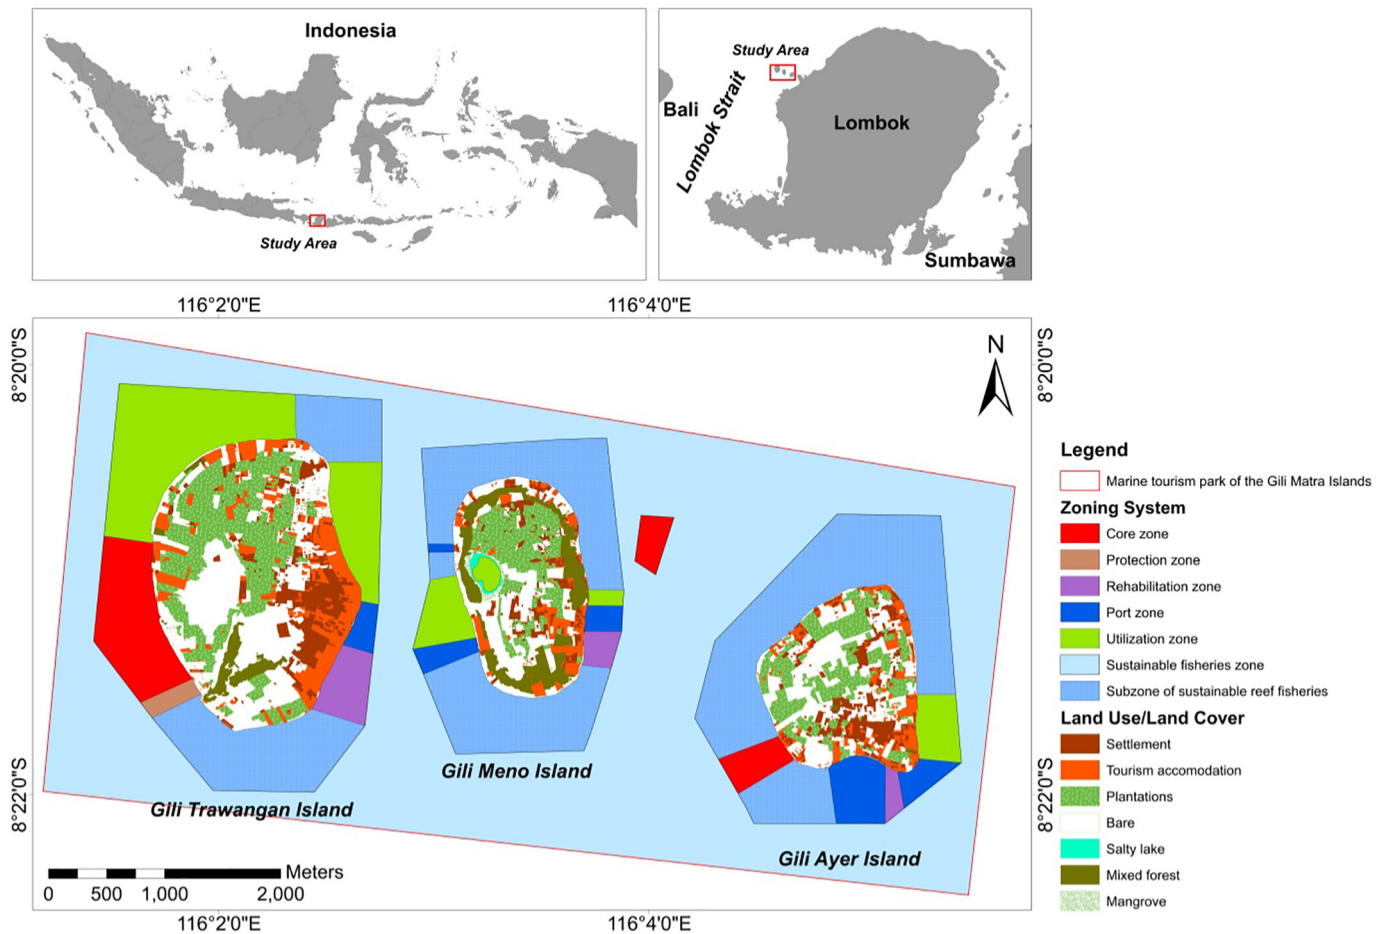 Indonesia
Study Area
Study Area
Bali
Lombok Strait
Lombok
Sumbawa
116°2'0"E
116°4'0"E
8°20'0"S
8°20'0"S
N
Gili Meno Island
Gili Trawangan Island
Gili Ayer Island
8°22'0"S
8°22'0"S
Meters
0 500 1,000 2,000
116°2'0"E
116°4'0"E
Legend
Marine tourism park of the Gili Matra Islands
Zoning System
Core zone
Protection zone
Rehabilitation zone
Port zone
Utilization zone
Sustainable fisheries zone
Subzone of sustainable reef fisheries
Land Use/Land Cover
Settlement
Tourism accomodation
Plantations
Bare
Salty lake
Mixed forest
Mangrove